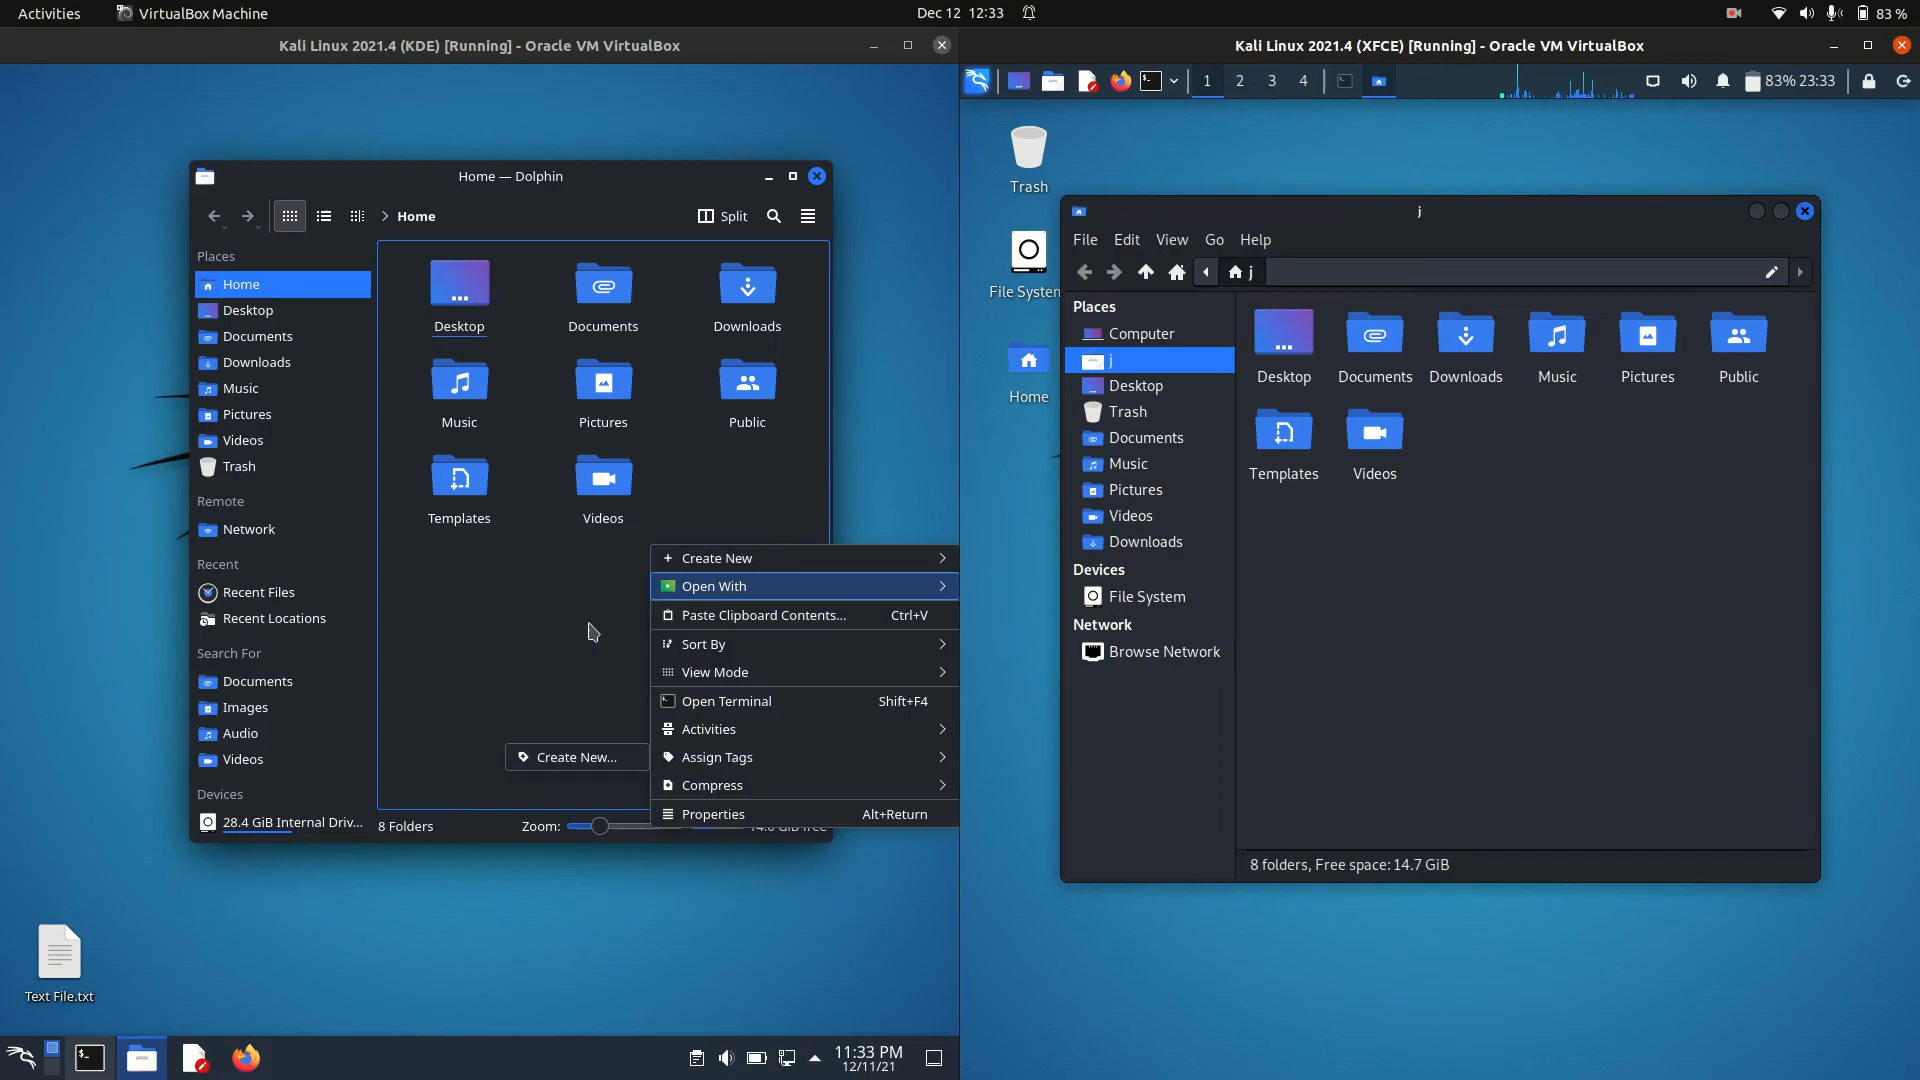 Activities
VirtualBox Machine
Dec 12 12:33
83 %
Kali Linux 2021.4 (KDE) [Running] - Oracle VM VirtualBox
Home — Dolphin
Home
Split
Places
Home
Desktop
Documents
Downloads
Music
Pictures
Videos
Trash
Remote
Network
Recent
Recent Files
Recent Locations
Search For
Documents
Images
Audio
Videos
Devices
28.4 GiB Internal Driv...
Desktop
Documents
Downloads
Music
Pictures
Public
Templates
Videos
Create New
Open With
Paste Clipboard Contents... Ctrl+V
Sort By
View Mode
Open Terminal Shift+F4
Activities
Assign Tags
Create New...
Compress
Properties Alt+Return
8 Folders
Zoom:
free
Text File.txt
11:33 PM
12/11/21
Kali Linux 2021.4 (XFCE) [Running] - Oracle VM VirtualBox
1 2 3 4
83% 23:33
Trash
File System
Home
j
File Edit View Go Help
j
Places
Computer
j
Desktop
Trash
Documents
Music
Pictures
Videos
Downloads
Devices
File System
Network
Browse Network
Desktop
Documents
Downloads
Music
Pictures
Public
Templates
Videos
8 folders, Free space: 14.7 GiB